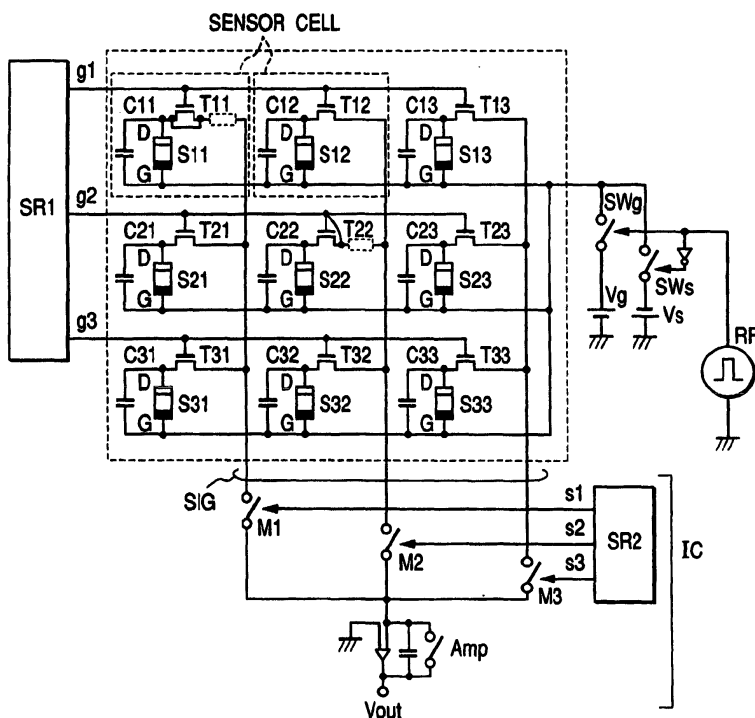 SENSOR CELL
g1
C11 T11 C12 T12 C13 T13
D D D
S11 S12 S13
G G G
SR1
g2
C21 T21 C22 T22 C23 T23
D D D
S21 S22 S23
G G G
SWg
SWs
Vg Vs
RF
g3
C31 T31 C32 T32 C33 T33
D D D
S31 S32 S33
G G G
SIG
M1 s1
M2 s2 SR2 IC
M3 s3
Amp
Vout